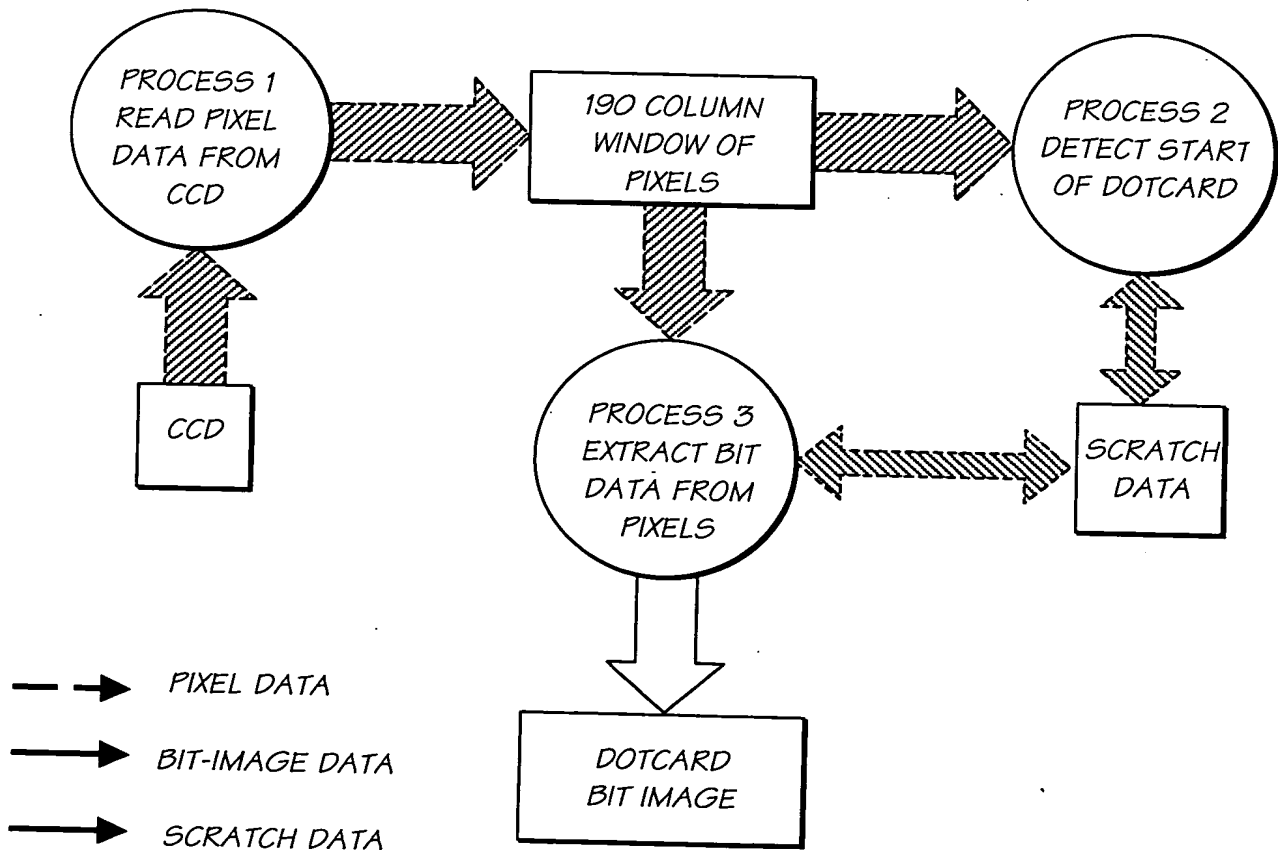 PROCESS 1
READ PIXEL
DATA FROM
CCD
190 COLUMN
WINDOW OF
PIXELS
PROCESS 2
DETECT START
OF DOTCARD
CCD
PROCESS 3
EXTRACT BIT
DATA FROM
PIXELS
SCRATCH
DATA
PIXEL DATA
BIT-IMAGE DATA
SCRATCH DATA
DOTCARD
BIT IMAGE